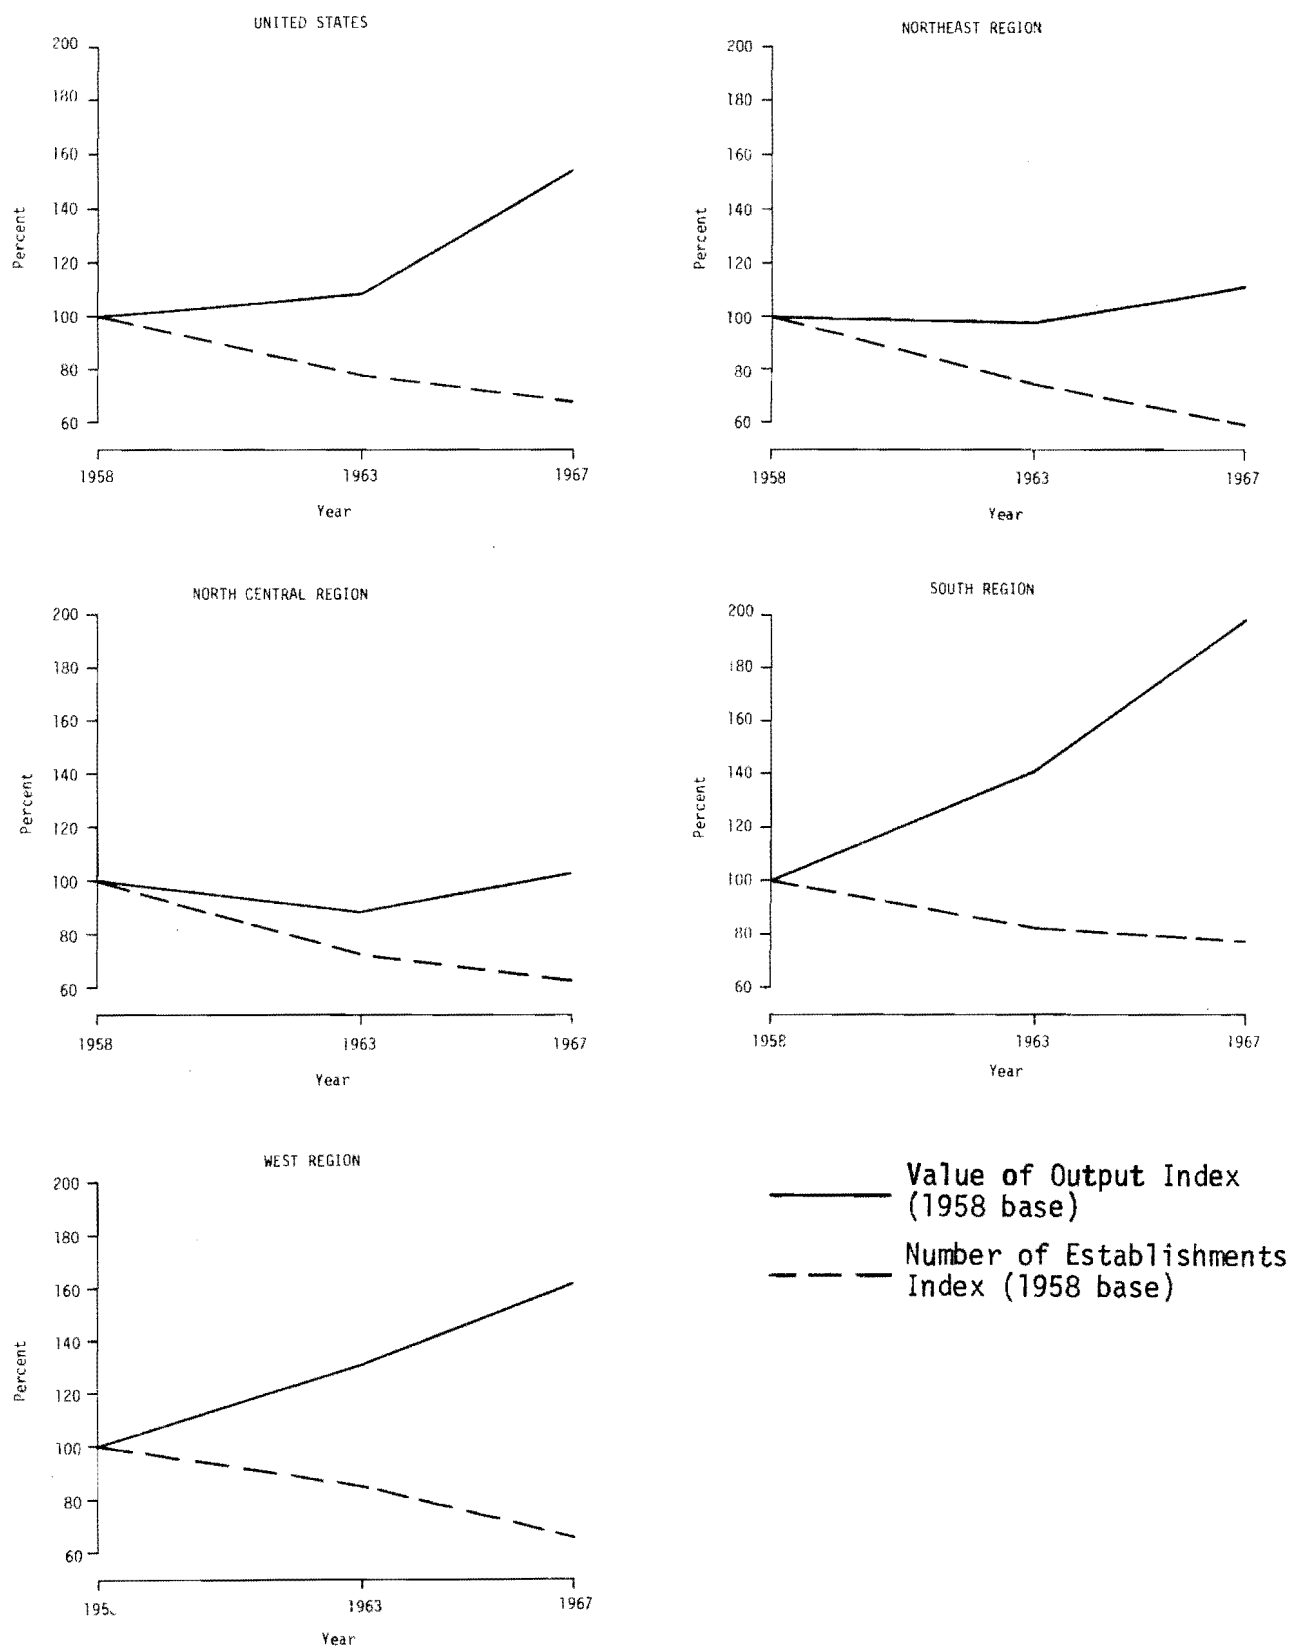 UNITED STATES
200
180
160
140
120
100
80
60
Percent
1958
1963
1967
Year
NORTHEAST REGION
200
180
160
140
120
100
80
60
Percent
1958
1963
1967
Year
NORTH CENTRAL REGION
200
180
160
140
120
100
80
60
Percent
1958
1963
1967
Year
SOUTH REGION
200
180
160
140
120
100
80
60
Percent
1958
1963
1967
Year
WEST REGION
200
180
160
140
120
100
80
60
Percent
1963
1967
Year
Value of Output Index
(1958 base)
Number of Establishments
Index (1958 base)